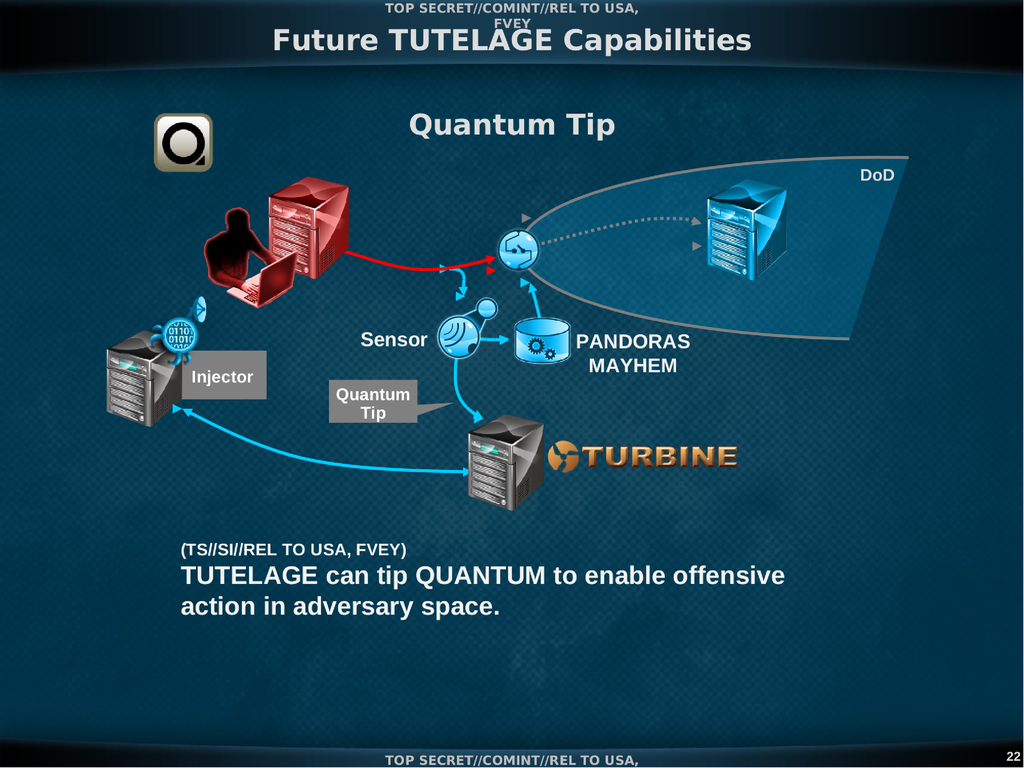 TOP SECRET//COMINT//REL TO USA,
FVEY
Future TUTELAGE Capabilities
Quantum Tip
DoD
Sensor
PANDORAS
MAYHEM
01101
01010
Injector
Quantum
Tip
TURBINE
(TS//SI//REL TO USA, FVEY)
TUTELAGE can tip QUANTUM to enable offensive
action in adversary space.
22
TOP SECRET//COMINT//REL TO USA,